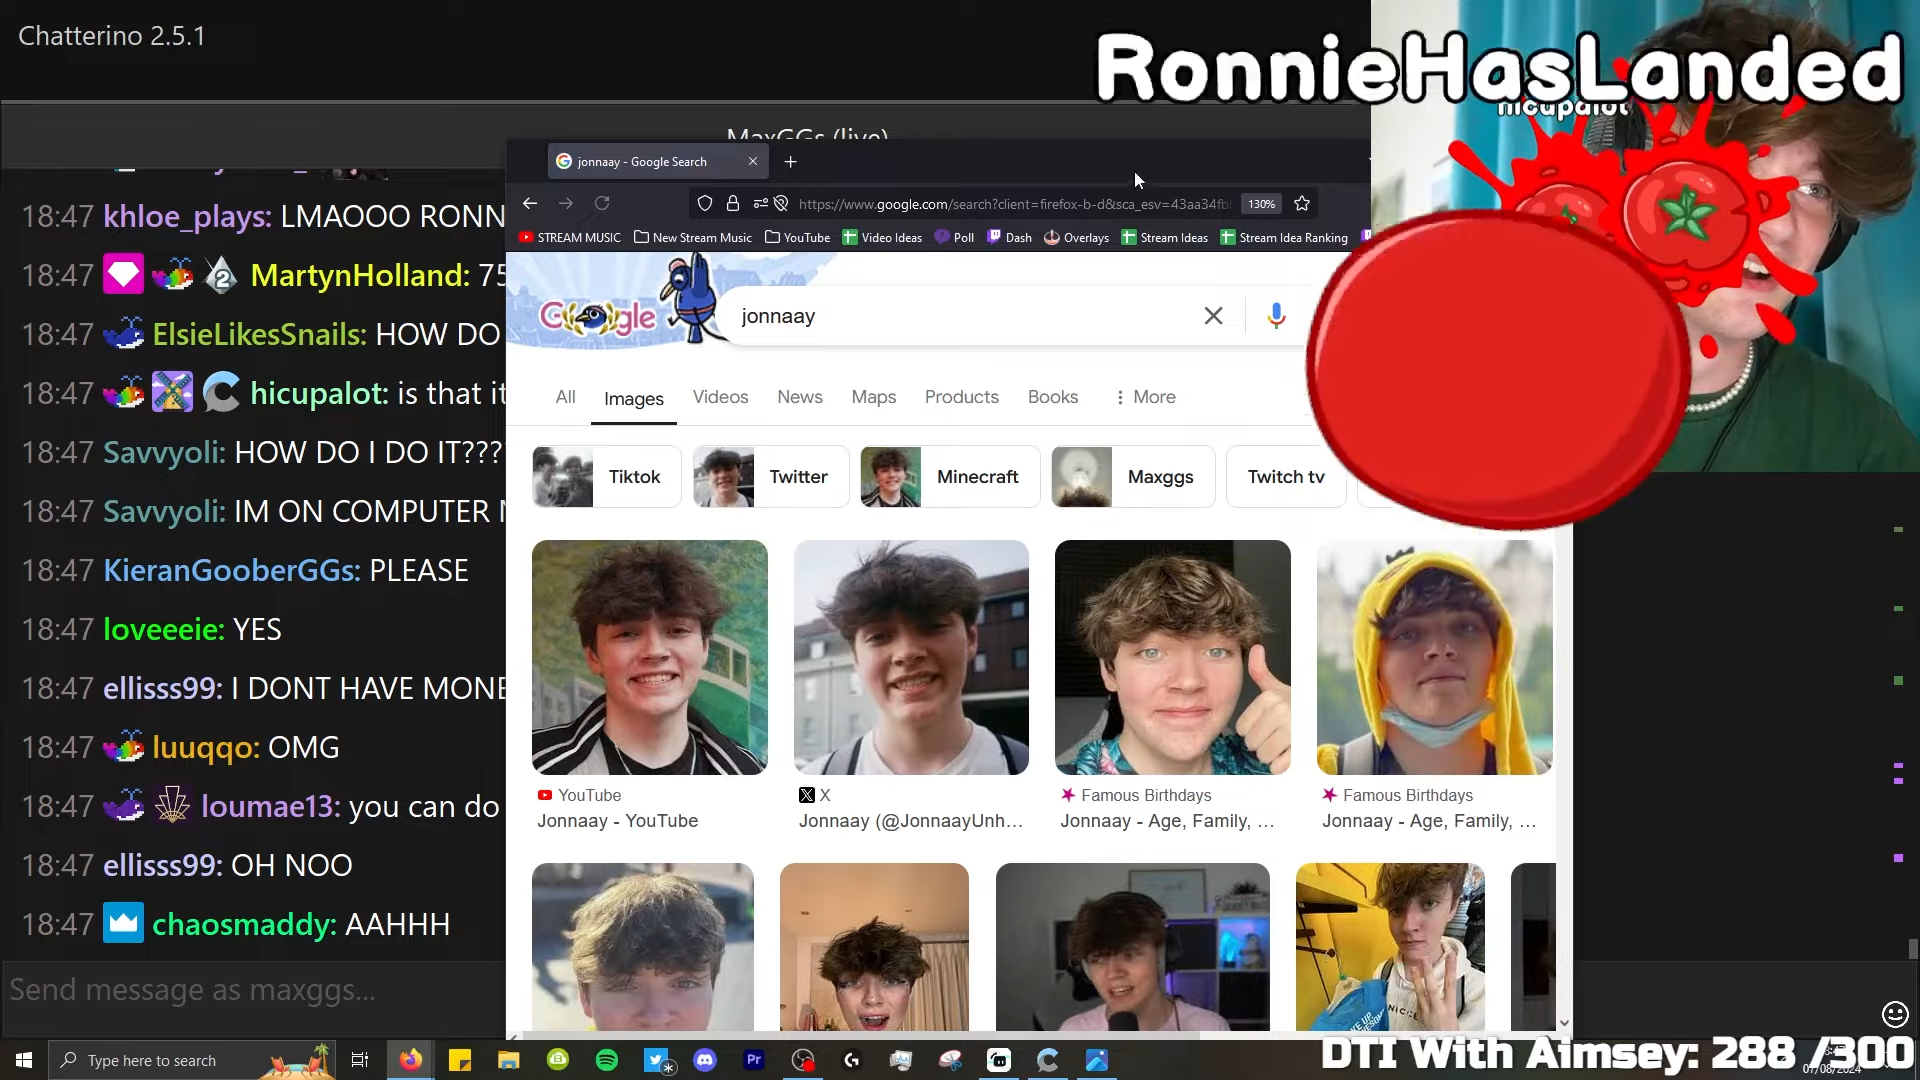 Chatterino 2.5.1
RonnieHasLanded
hicupalot
MaxGGs (live)
jonnaay - Google Search
https://www.google.com/search?client=firefox-b-d&sca_esv=43aa34fb
130%
STREAM MUSIC
New Stream Music
YouTube
Video Ideas
Poll
Dash
Overlays
Stream Ideas
Stream Idea Ranking
Google
jonnaay
All
Images
Videos
News
Maps
Products
Books
More
Tiktok
Twitter
Minecraft
Maxggs
Twitch tv
YouTube
Jonnaay - YouTube
X
Jonnaay (@JonnaayUnh...
Famous Birthdays
Jonnaay - Age, Family, ...
Famous Birthdays
Jonnaay - Age, Family, ...
18:47 khloe_plays: LMAOOO RONN
18:47 MartynHolland: 75
18:47 ElsieLikesSnails: HOW DO
18:47 hicupalot: is that it
18:47 Savvyoli: HOW DO I DO IT???
18:47 Savvyoli: IM ON COMPUTER
18:47 KieranGooberGGs: PLEASE
18:47 loveeeie: YES
18:47 ellisss99: I DONT HAVE MONE
18:47 luuqqo: OMG
18:47 loumae13: you can do
18:47 ellisss99: OH NOO
18:47 chaosmaddy: AAHHH
Send message as maxggs...
Type here to search
DTI With Aimsey: 288 /300
07/08/2024